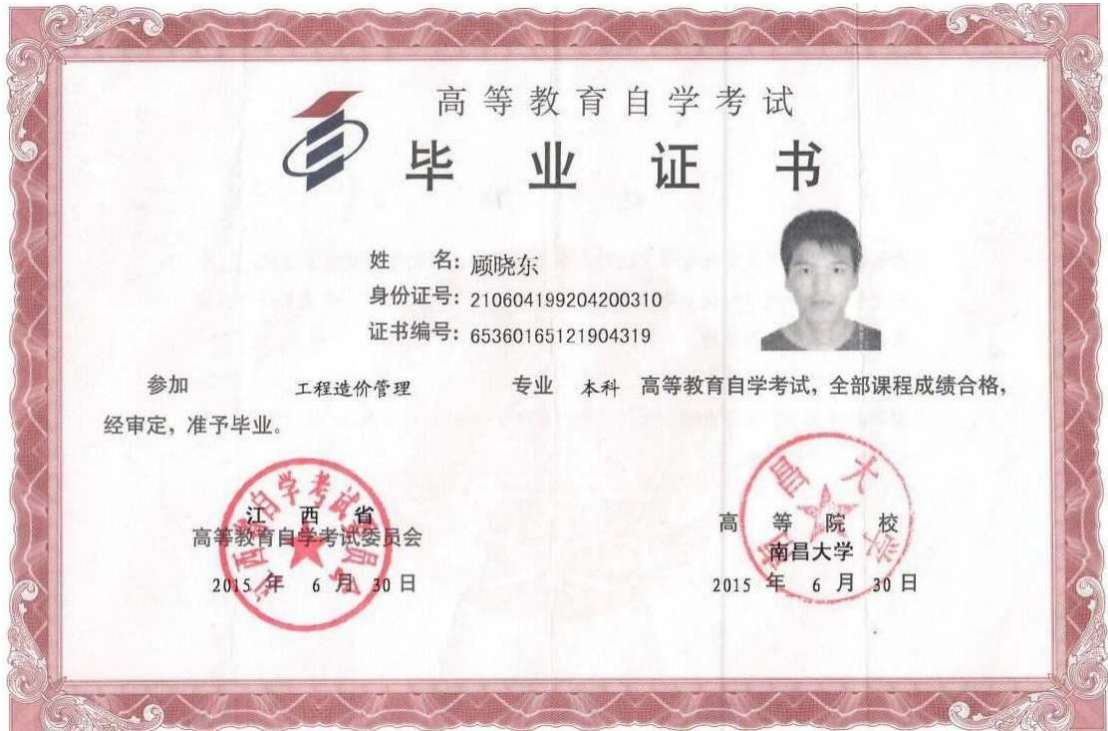 高等教育自学考试
毕业证书
姓 名: 顾晓东
身份证号: 210604199204200310
证书编号: 65360165121904319
参加 工程造价管理 专业 本科 高等教育自学考试, 全部课程成绩合格,
经审定, 准予毕业。
江西省
高等教育自学考试委员会
2015 年 6 月 30 日
高等院校
南昌大学
2015 年 6 月 30 日